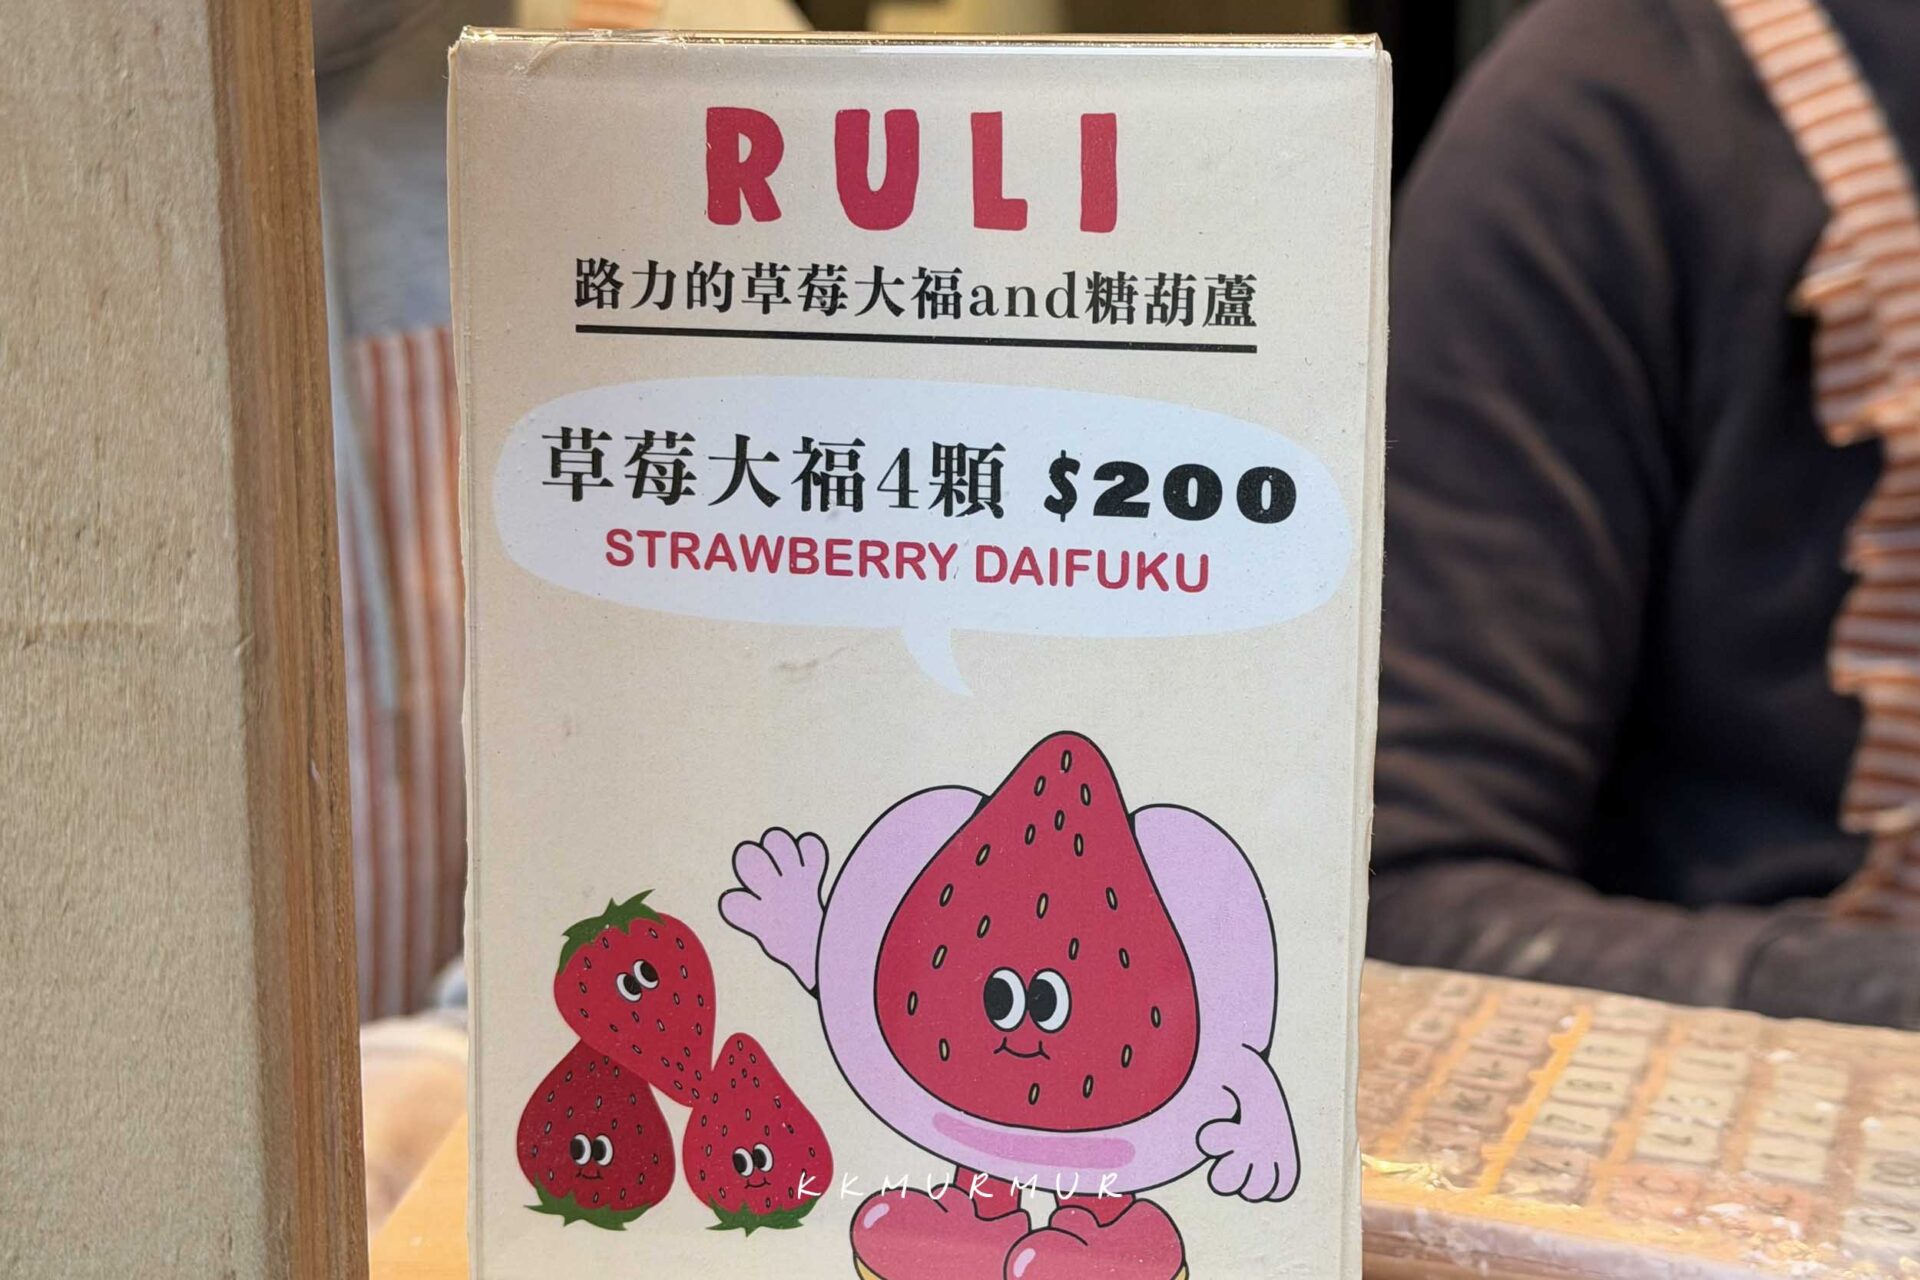 RULI
路力的草莓大福and糖葫蘆
草莓大福4顆 $200
STRAWBERRY DAIFUKU
KKMURMUR